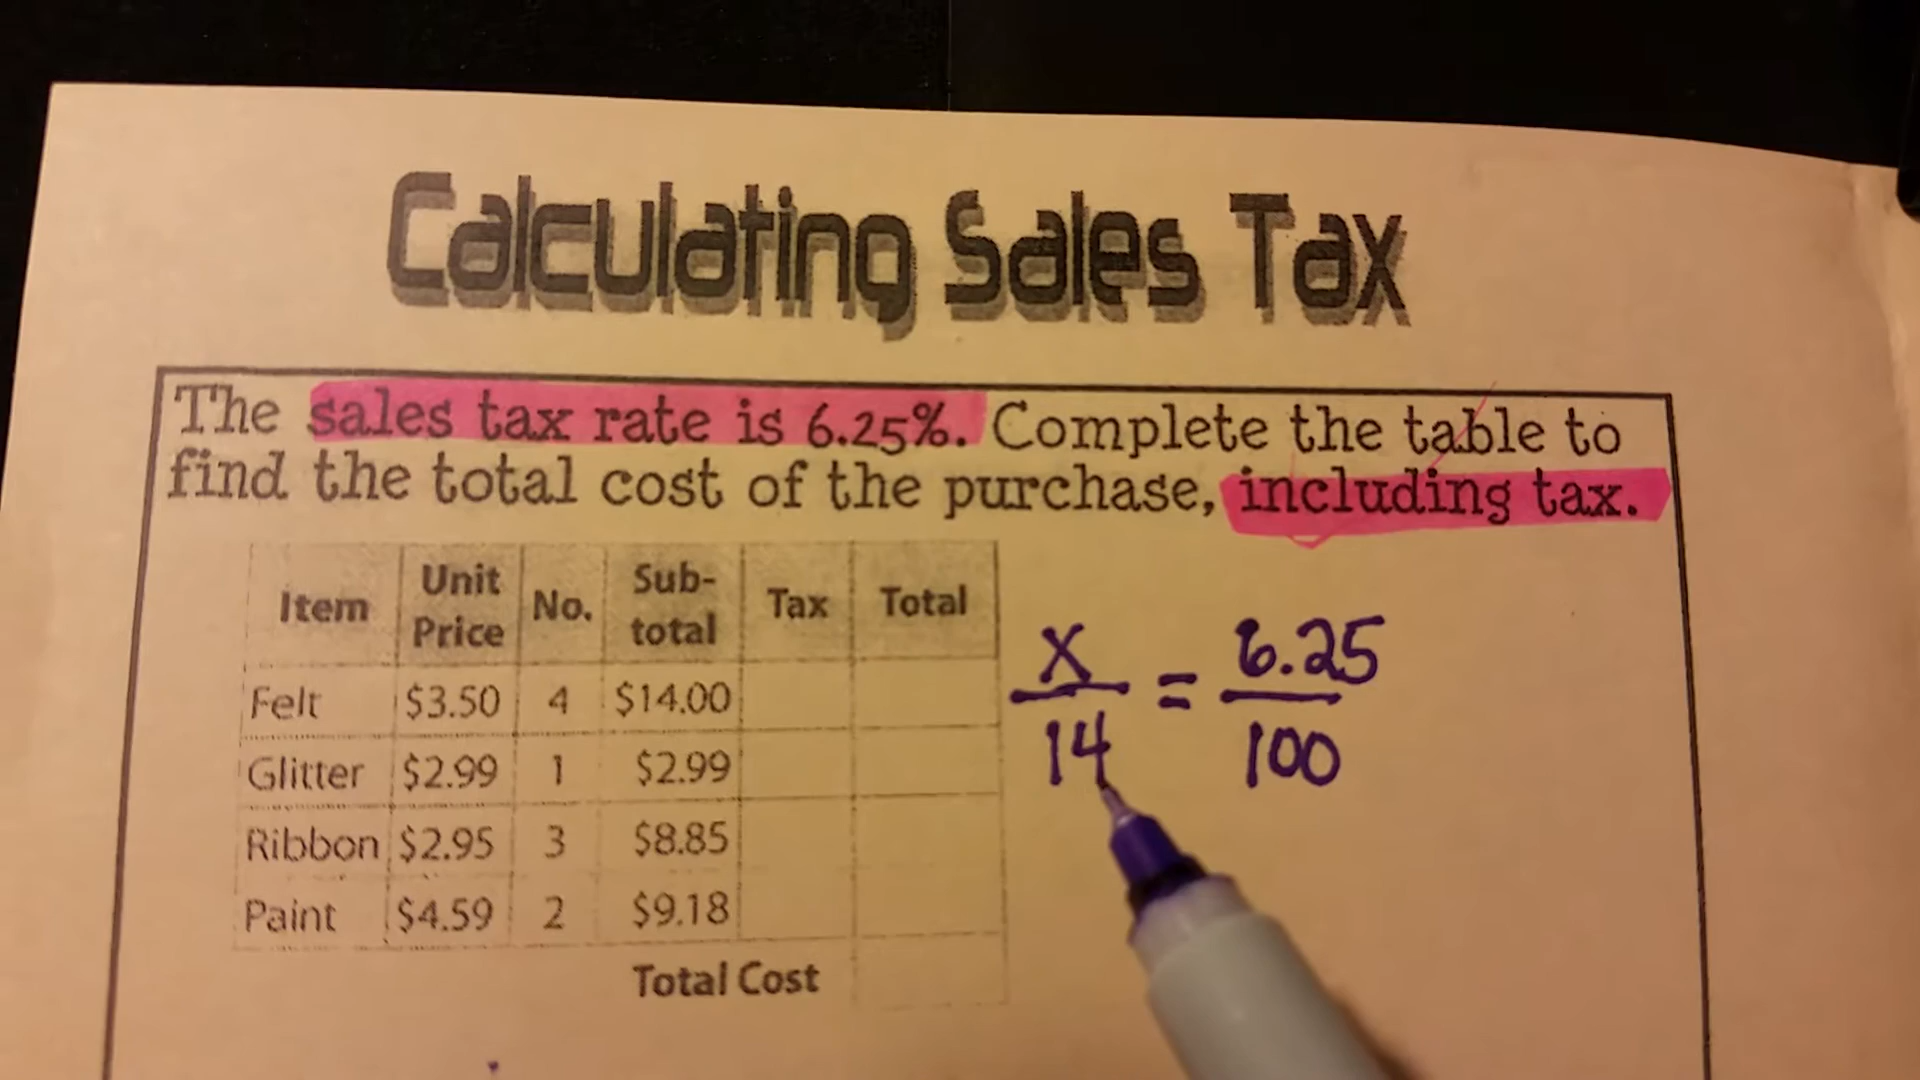 Calculating Sales Tax
The sales tax rate is 6.25%. Complete the table to
find the total cost of the purchase, including tax.
Item Unit Price No. Sub-total Tax Total
Felt $3.50 4 $14.00
Glitter $2.99 1 $2.99
Ribbon $2.95 3 $8.85
Paint $4.59 2 $9.18
Total Cost
x/14 = 6.25/100